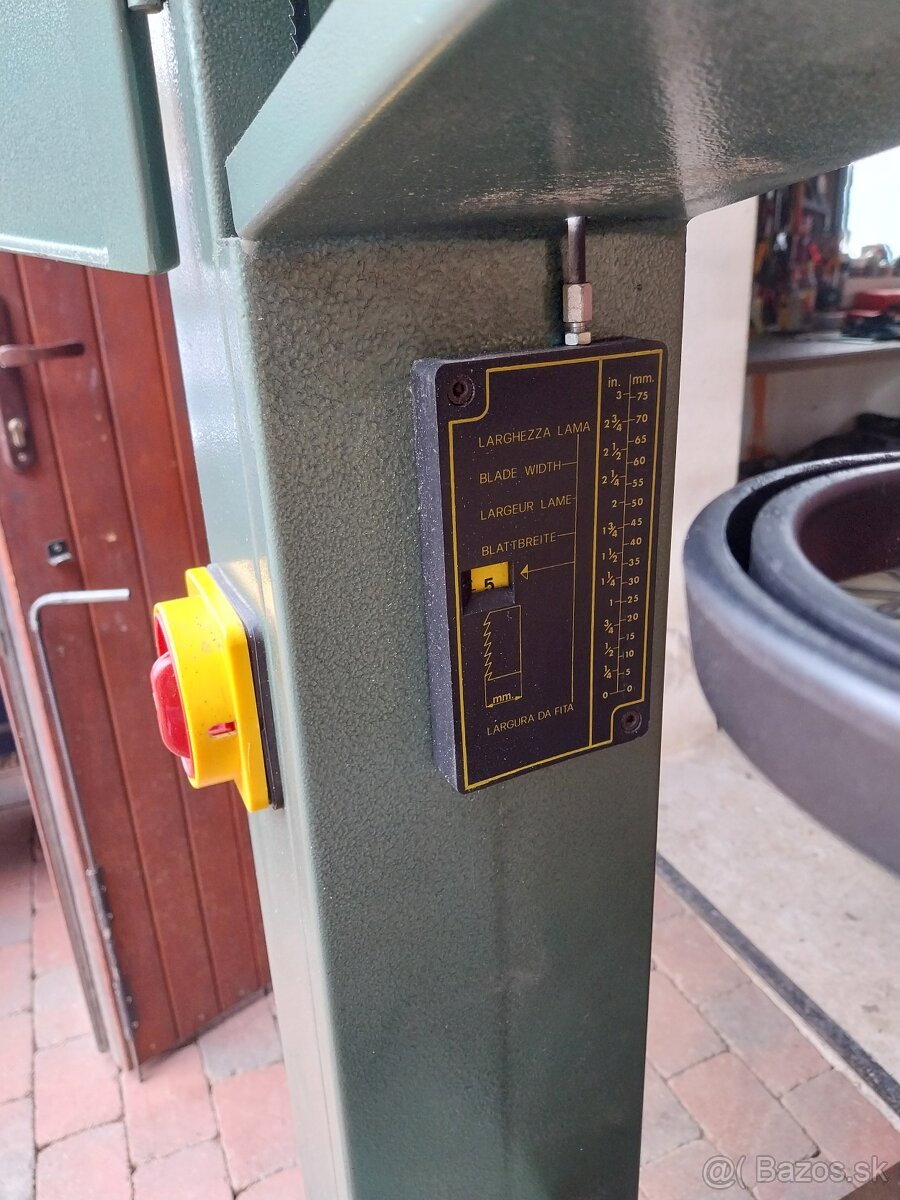 LARGHEZZA LAMA
BLADE WIDTH
LARGEUR LAME
BLATTBREITE
5
mm.
LARGURA DA FITA
in. mm.
3 75
2 3/4 70
65
2 1/2 60
2 1/4 55
2 50
1 3/4 45
40
1 1/2 35
1 1/4 30
1 25
3/4 20
15
1/2 10
1/4 5
0 0
@( Bazos.sk